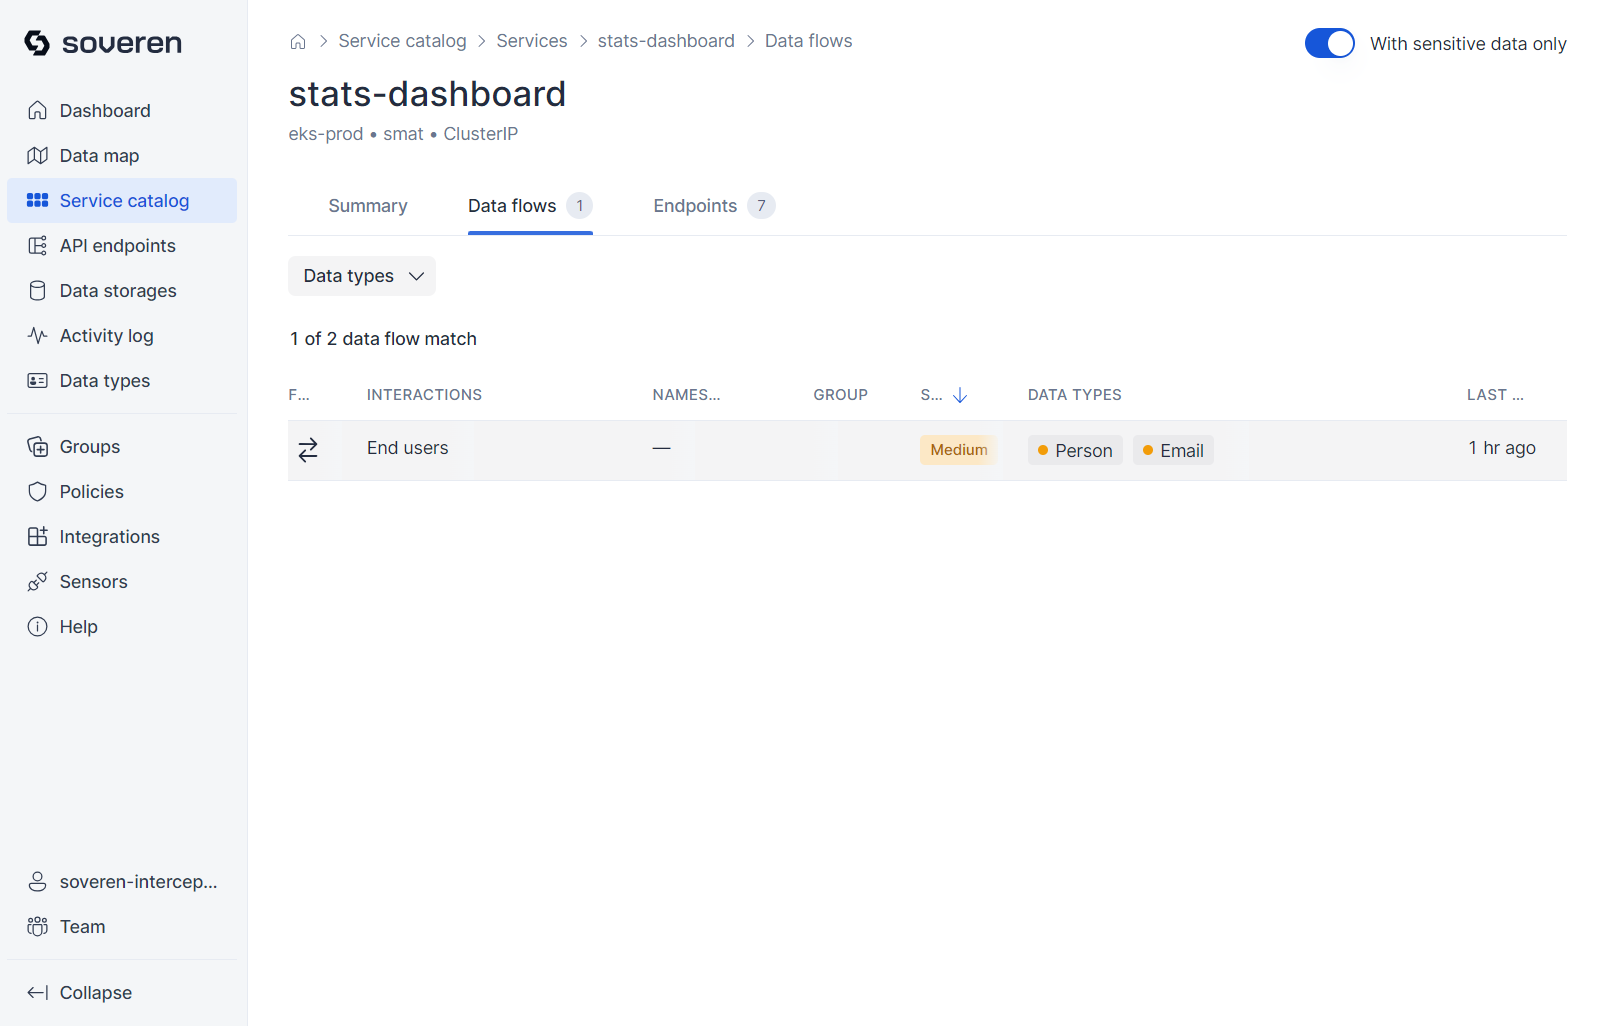 soveren
Dashboard
Data map
Service catalog
API endpoints
Data storages
Activity log
Data types
Groups
Policies
Integrations
Sensors
Help
soveren-intercep...
Team
Collapse
Service catalog > Services > stats-dashboard > Data flows
With sensitive data only
stats-dashboard
eks-prod • smat • ClusterIP
Summary Data flows 1 Endpoints 7
Data types
1 of 2 data flow match
F... INTERACTIONS NAMES... GROUP S... DATA TYPES LAST ...
End users — Medium Person Email 1 hr ago